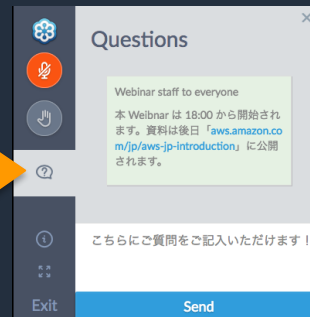 Questions
Webinar staff to everyone
本 Weibnar は 18:00 から開始され
ます。資料は後日「aws.amazon.co
m/jp/aws-jp-introduction」に公開
されます。
こちらにご質問をご記入いただけます！
Exit
Send